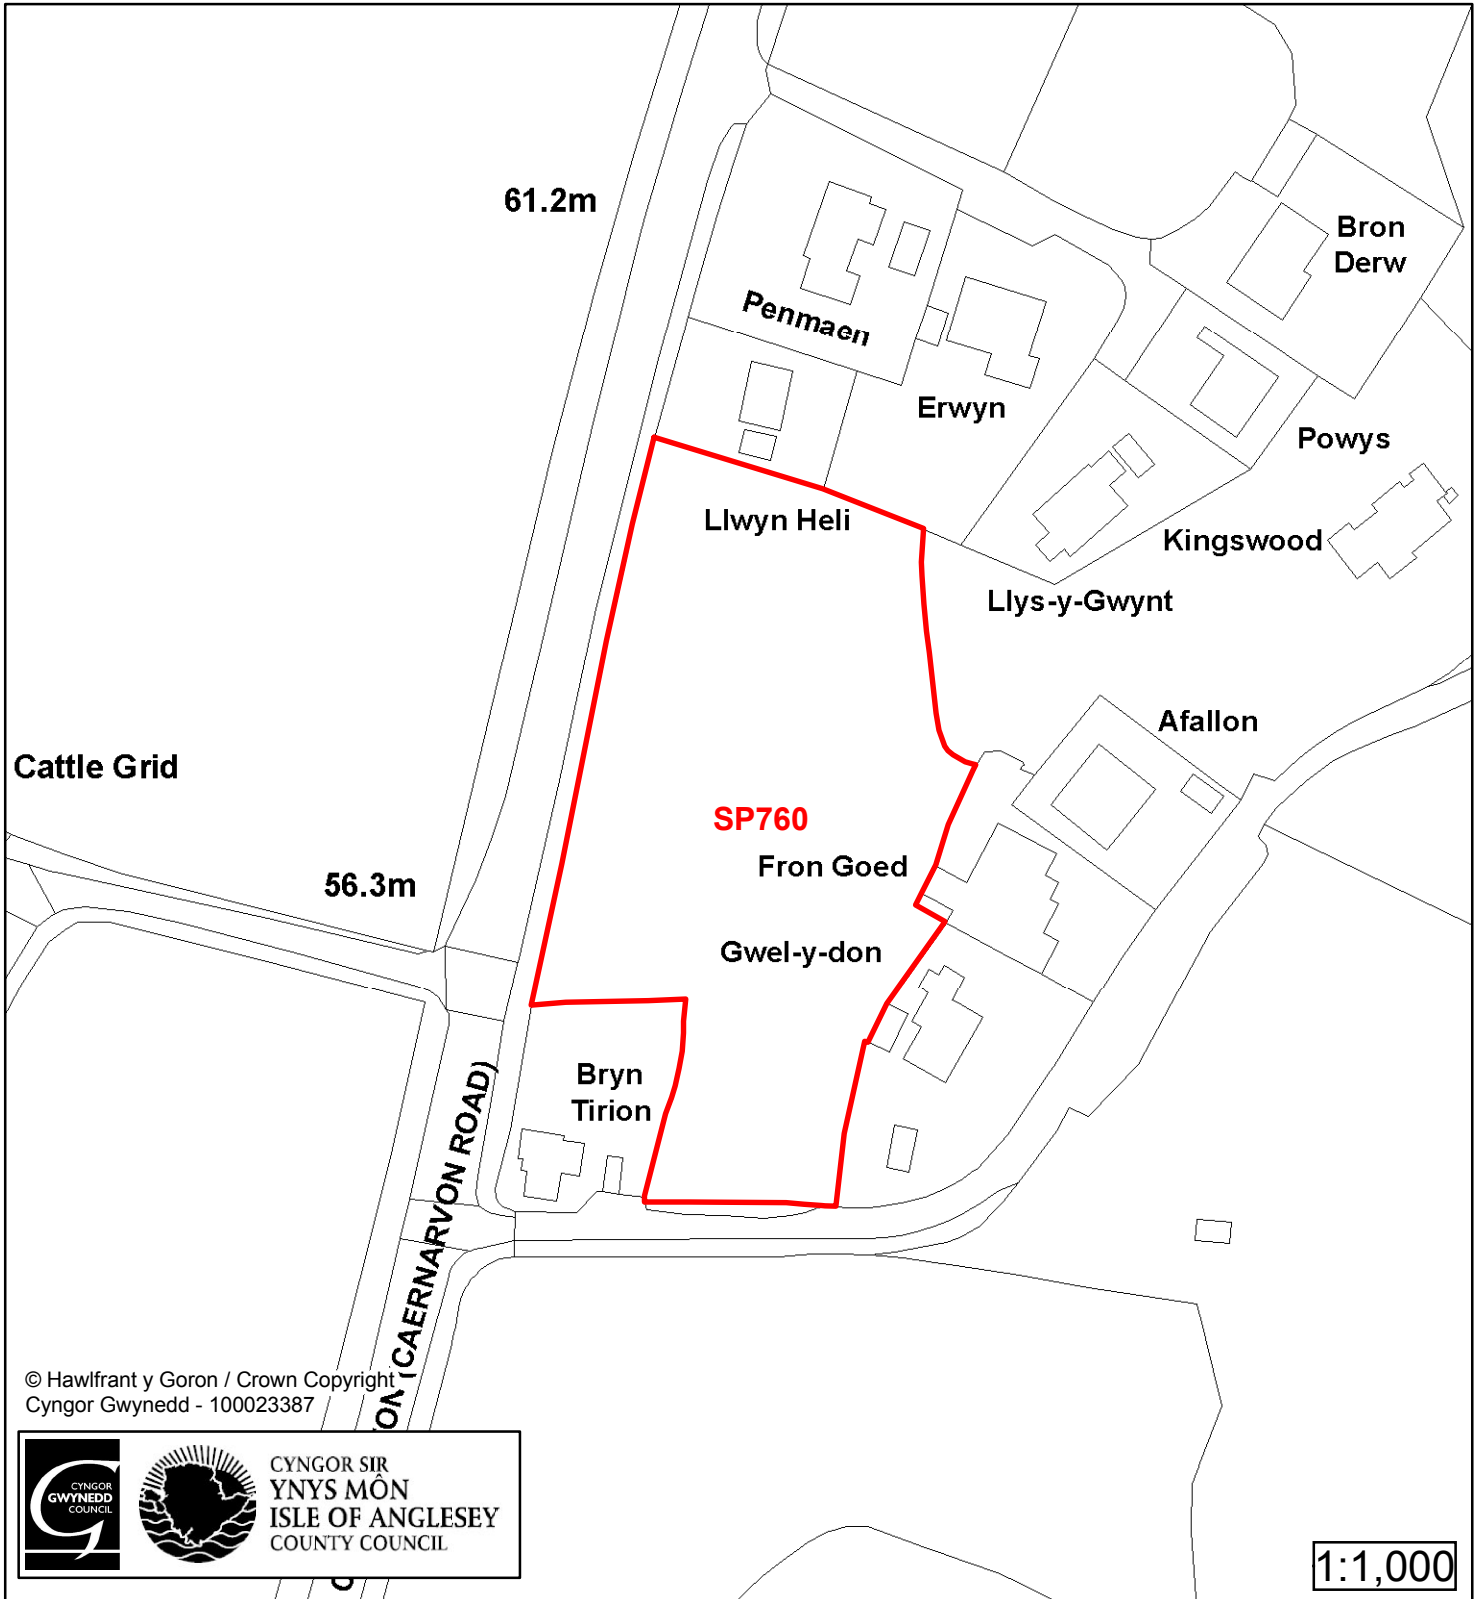 61.2m
Bron
Derw
Penmaen
Erwyn
Powys
Llwyn Heli
Kingswood
Llys-y-Gwynt
Afallon
Cattle Grid
SP760
Fron Goed
56.3m
Gwel-y-don
Bryn
Tirion
(CAERNARVON ROAD)
© Hawlfrant y Goron / Crown Copyright
Cyngor Gwynedd - 100023387
CYNGOR
GWYNEDD
COUNCIL
CYNGOR SIR
YNYS MÔN
ISLE OF ANGLESEY
COUNTY COUNCIL
1:1,000